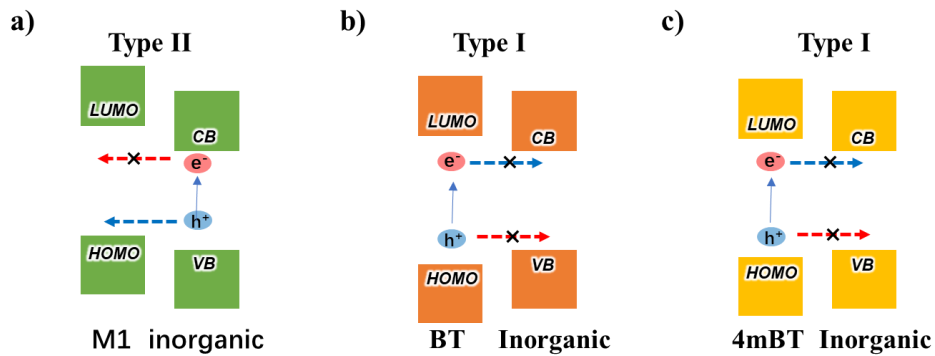 a)
Type II
LUMO
CB
e-
h+
HOMO
VB
M1 inorganic
b)
Type I
LUMO
CB
e-
h+
HOMO
VB
BT Inorganic
c)
Type I
LUMO
CB
e-
h+
HOMO
VB
4mBT Inorganic